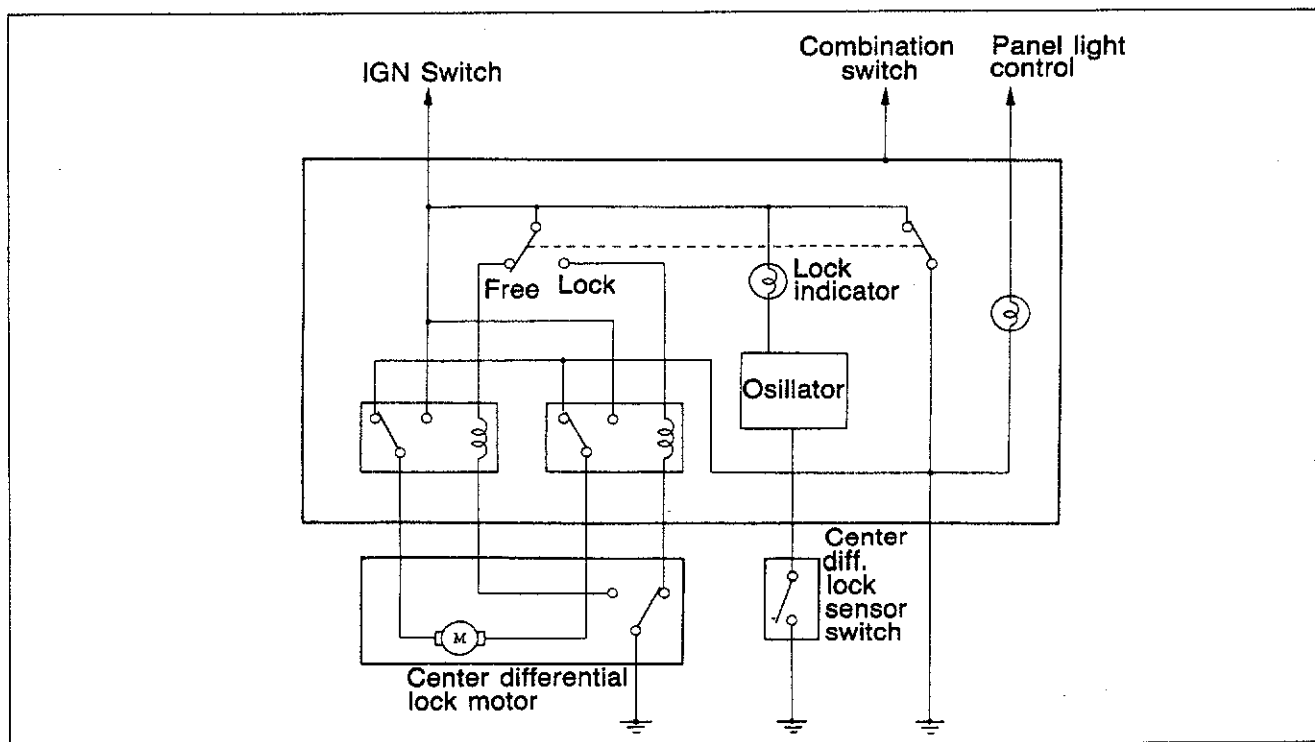 IGN Switch
Combination
switch
Panel light
control
Free
Lock
Lock
indicator
Osillator
M
Center
diff.
lock
sensor
switch
Center differential
lock motor